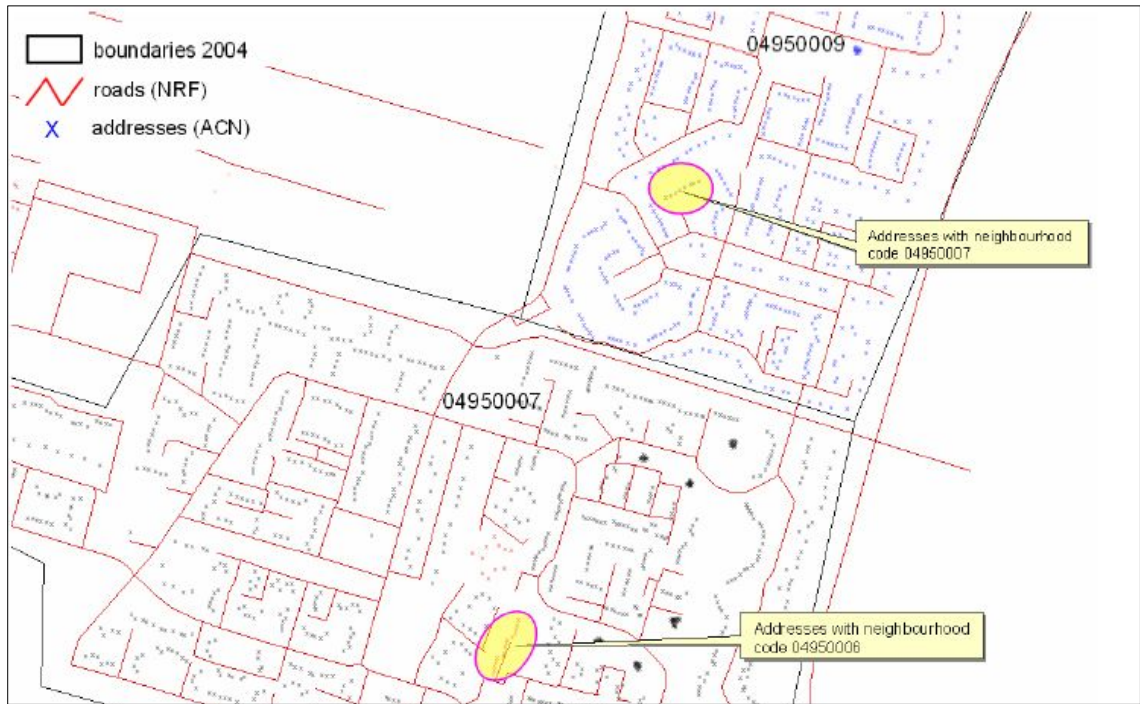 boundaries 2004
roads (NRF)
x addresses (ACN)
04950009
Addresses with neighbourhood
code 04950007
04950007
Addresses with neighbourhood
code 04950006